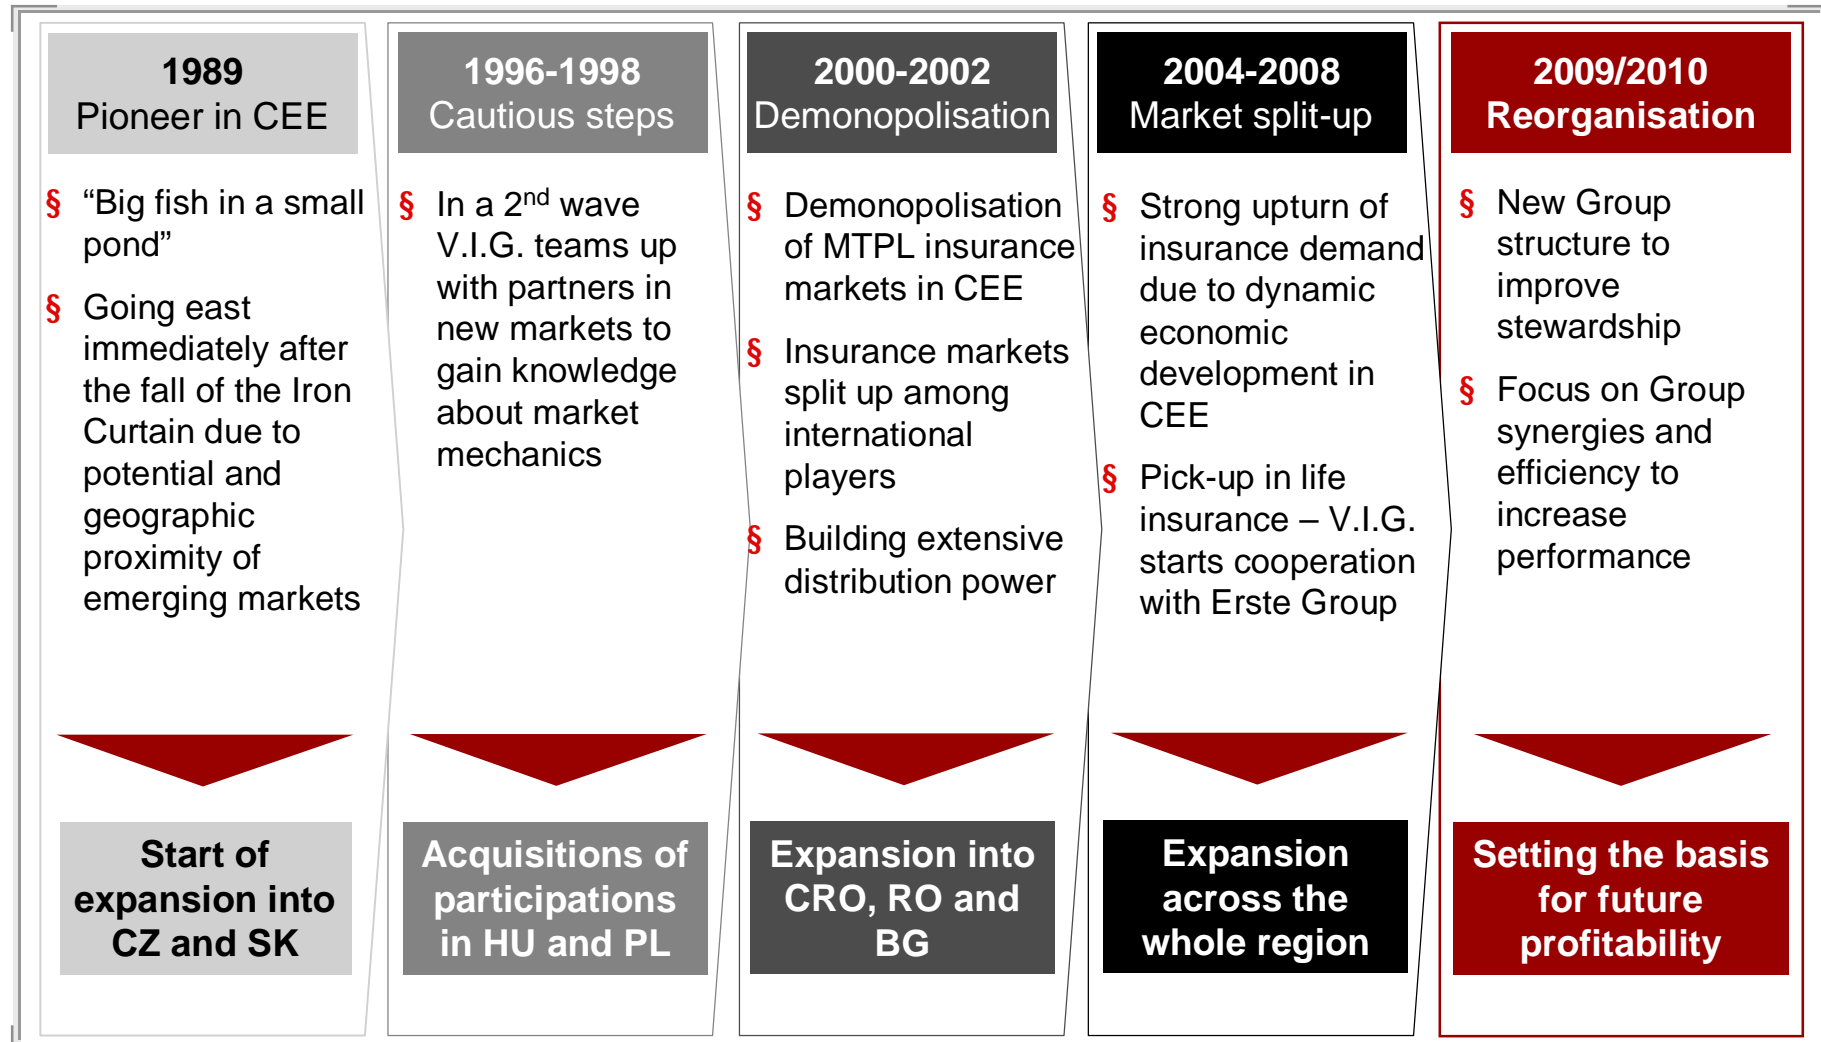 1989
Pioneer in CEE
§ “Big fish in a small
pond”
§ Going east
immediately after
the fall of the Iron
Curtain due to
potential and
geographic
proximity of
emerging markets
Start of
expansion into
CZ and SK
1996-1998
Cautious steps
§ In a 2nd wave
V.I.G. teams up
with partners in
new markets to
gain knowledge
about market
mechanics
Acquisitions of
participations
in HU and PL
2000-2002
Demonopolisation
§ Demonopolisation
of MTPL insurance
markets in CEE
§ Insurance markets
split up among
international
players
§ Building extensive
distribution power
Expansion into
CRO, RO and
BG
2004-2008
Market split-up
§ Strong upturn of
insurance demand
due to dynamic
economic
development in
CEE
§ Pick-up in life
insurance – V.I.G.
starts cooperation
with Erste Group
Expansion
across the
whole region
2009/2010
Reorganisation
§ New Group
structure to
improve
stewardship
§ Focus on Group
synergies and
efficiency to
increase
performance
Setting the basis
for future
profitability